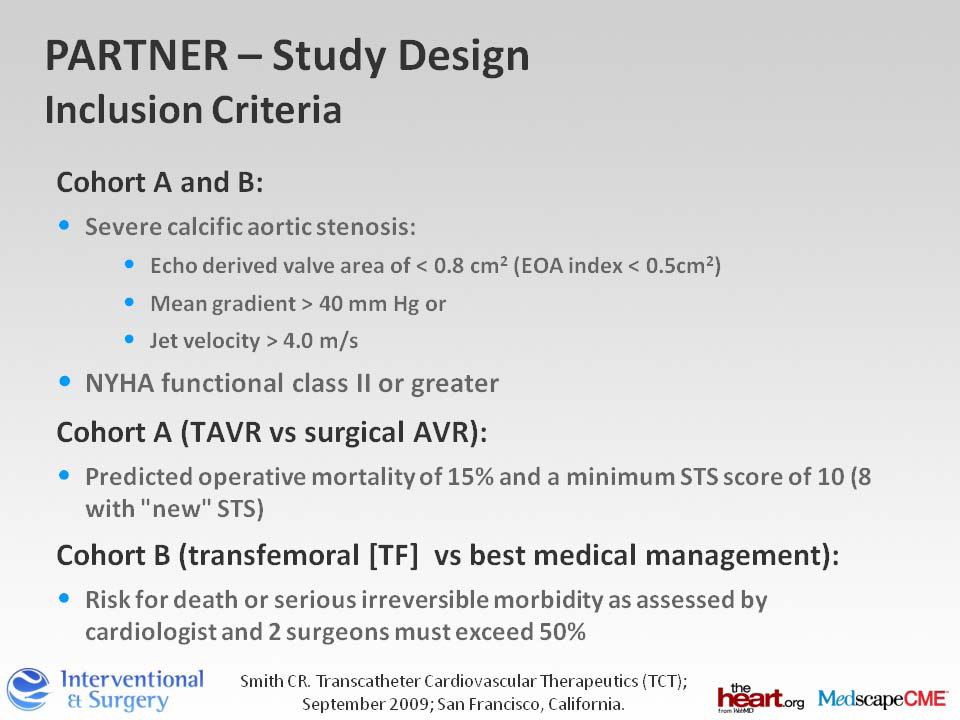 PARTNER – Study Design
Inclusion Criteria
Cohort A and B:
• Severe calcific aortic stenosis:
• Echo derived valve area of < 0.8 cm² (EOA index < 0.5cm²)
• Mean gradient > 40 mm Hg or
• Jet velocity > 4.0 m/s
• NYHA functional class II or greater
Cohort A (TAVR vs surgical AVR):
• Predicted operative mortality of 15% and a minimum STS score of 10 (8
with "new" STS)
Cohort B (transfemoral [TF] vs best medical management):
• Risk for death or serious irreversible morbidity as assessed by
cardiologist and 2 surgeons must exceed 50%
Interventional
& Surgery
Smith CR. Transcatheter Cardiovascular Therapeutics (TCT);
September 2009; San Francisco, California.
the
heart.org
from WebMD
MedscapeCME™